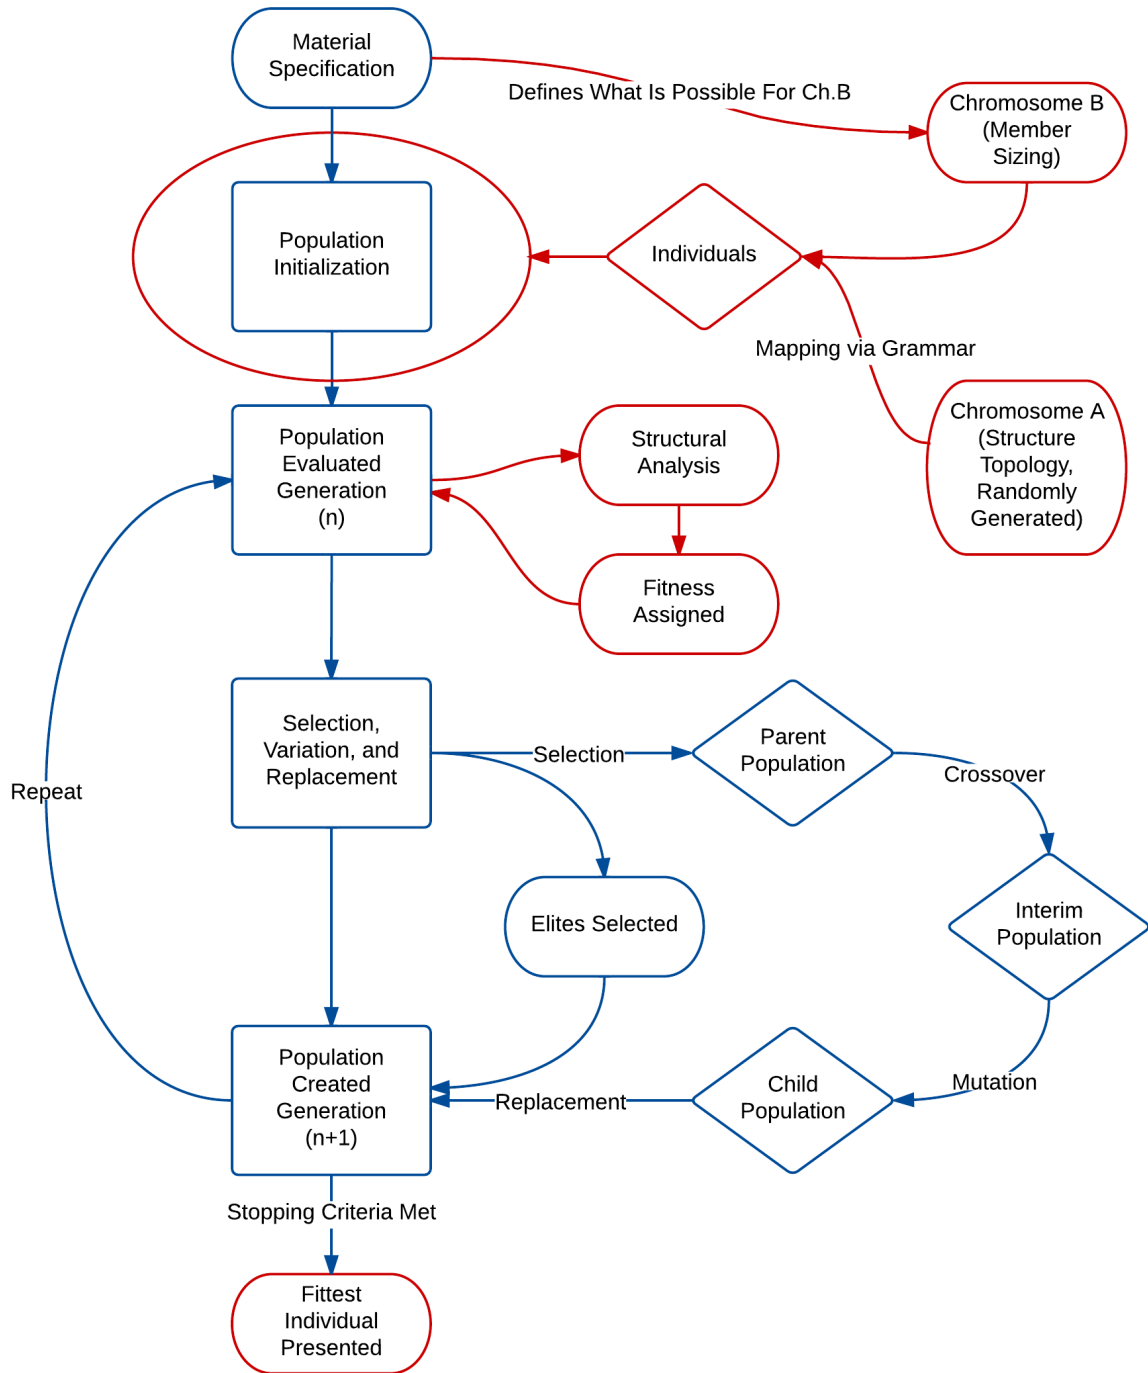 Material
Specification
Defines What Is Possible For Ch.B
Chromosome B
(Member
Sizing)
Population
Initialization
Individuals
Mapping via Grammar
Chromosome A
(Structure
Topology,
Randomly
Generated)
Population
Evaluated
Generation
(n)
Structural
Analysis
Fitness
Assigned
Selection,
Variation, and
Replacement
Selection
Parent
Population
Crossover
Repeat
Elites Selected
Interim
Population
Mutation
Population
Created
Generation
(n+1)
Replacement
Child
Population
Stopping Criteria Met
Fittest
Individual
Presented